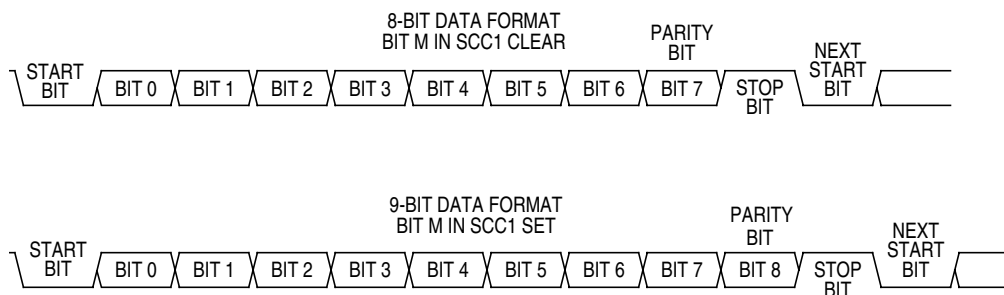 8-BIT DATA FORMAT
BIT M IN SCC1 CLEAR
PARITY
BIT
START
BIT
BIT 0
BIT 1
BIT 2
BIT 3
BIT 4
BIT 5
BIT 6
BIT 7
STOP
BIT
NEXT
START
BIT
9-BIT DATA FORMAT
BIT M IN SCC1 SET
PARITY
BIT
START
BIT
BIT 0
BIT 1
BIT 2
BIT 3
BIT 4
BIT 5
BIT 6
BIT 7
BIT 8
STOP
BIT
NEXT
START
BIT